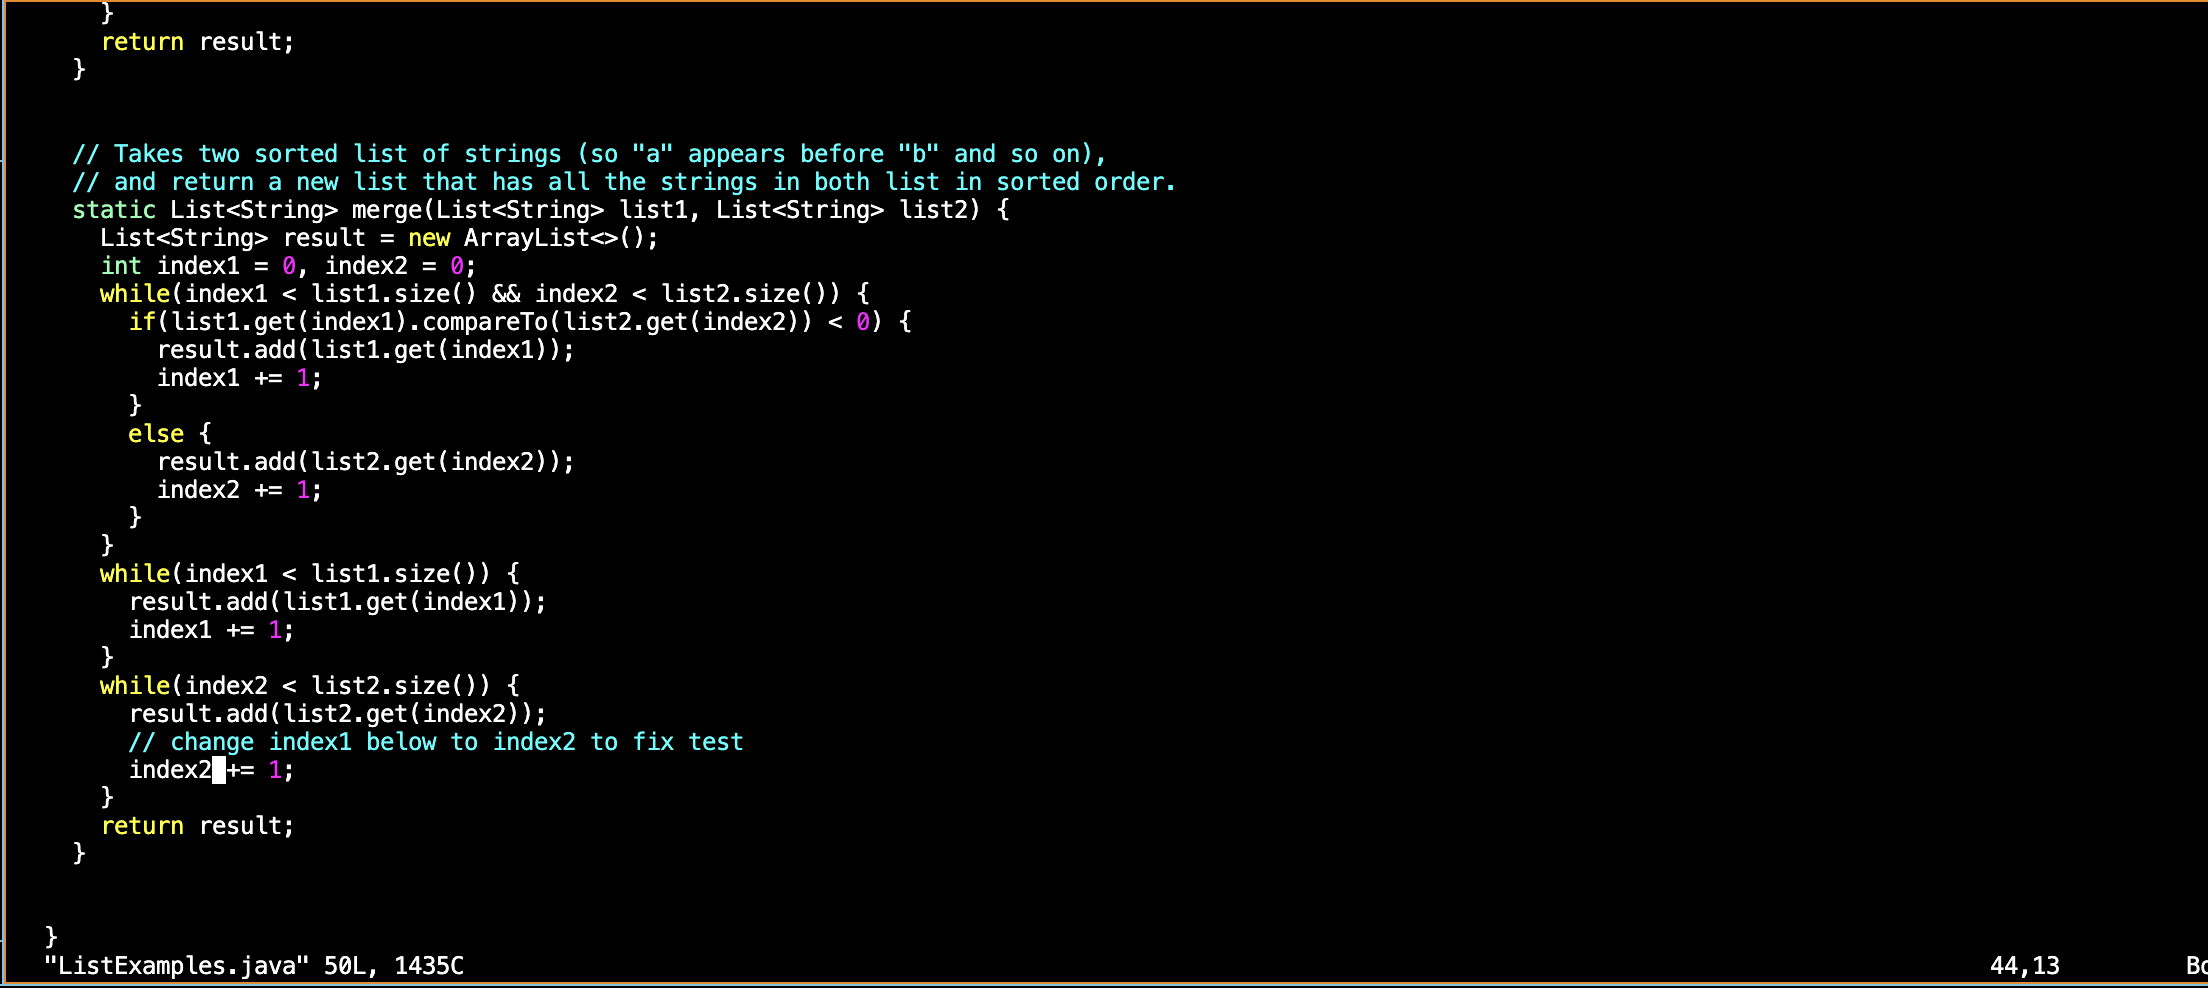 }
    return result;
  }

  // Takes two sorted list of strings (so "a" appears before "b" and so on),
  // and return a new list that has all the strings in both list in sorted order.
  static List<String> merge(List<String> list1, List<String> list2) {
    List<String> result = new ArrayList<>();
    int index1 = 0, index2 = 0;
    while(index1 < list1.size() && index2 < list2.size()) {
      if(list1.get(index1).compareTo(list2.get(index2)) < 0) {
        result.add(list1.get(index1));
        index1 += 1;
      }
      else {
        result.add(list2.get(index2));
        index2 += 1;
      }
    }
    while(index1 < list1.size()) {
      result.add(list1.get(index1));
      index1 += 1;
    }
    while(index2 < list2.size()) {
      result.add(list2.get(index2));
      // change index1 below to index2 to fix test
      index2 += 1;
    }
    return result;
  }

}
"ListExamples.java" 50L, 1435C 44,13